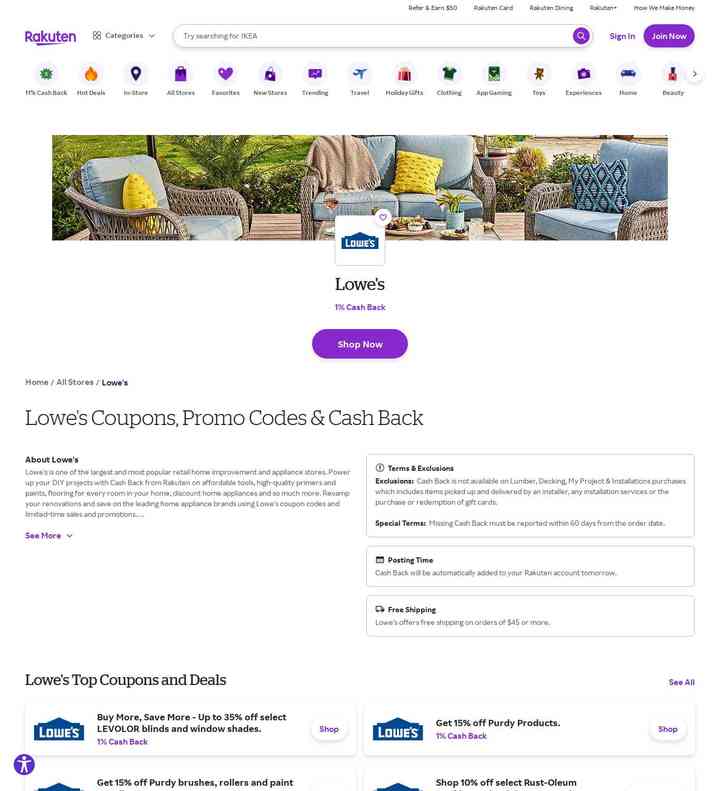 Refer & Earn $50 Rakuten Card Rakuten Dining Rakuten+ How We Make Money
Rakuten
Categories
Try searching for IKEA
Sign In
Join Now
Cash Back Hot Deals In-Store All Stores Favorites New Stores Trending Travel Holiday Gifts Clothing App Gaming Toys Experiences Home Beauty
LOWE'S
Lowe's
1% Cash Back
Shop Now
Home / All Stores / Lowe's
Lowe's Coupons, Promo Codes & Cash Back
About Lowe's
Lowe's is one of the largest and most popular retail home improvement and appliance stores. Power
up your DIY projects with Cash Back from Rakuten on affordable tools, high-quality primers and
paints, flooring for every room in your home, discount home appliances and so much more. Revamp
your renovations and save on the leading home appliance brands using Lowe's coupon codes and
limited-time sales and promotions....
See More
Terms & Exclusions
Exclusions: Cash Back is not available on Lumber, Decking, My Project & Installations purchases
which includes items picked up and delivered by an installer, any installation services or the
purchase or redemption of gift cards.
Special Terms: Missing Cash Back must be reported within 60 days from the order date.
Posting Time
Cash Back will be automatically added to your Rakuten account tomorrow.
Free Shipping
Lowe's offers free shipping on orders of $45 or more.
Lowe's Top Coupons and Deals
See All
LOWE'S
Buy More, Save More - Up to 35% off select
LEVOLOR blinds and window shades.
1% Cash Back
Shop
LOWE'S
Get 15% off Purdy Products.
1% Cash Back
Shop
Get 15% off Purdy brushes, rollers and paint
Shop 10% off select Rust-Oleum